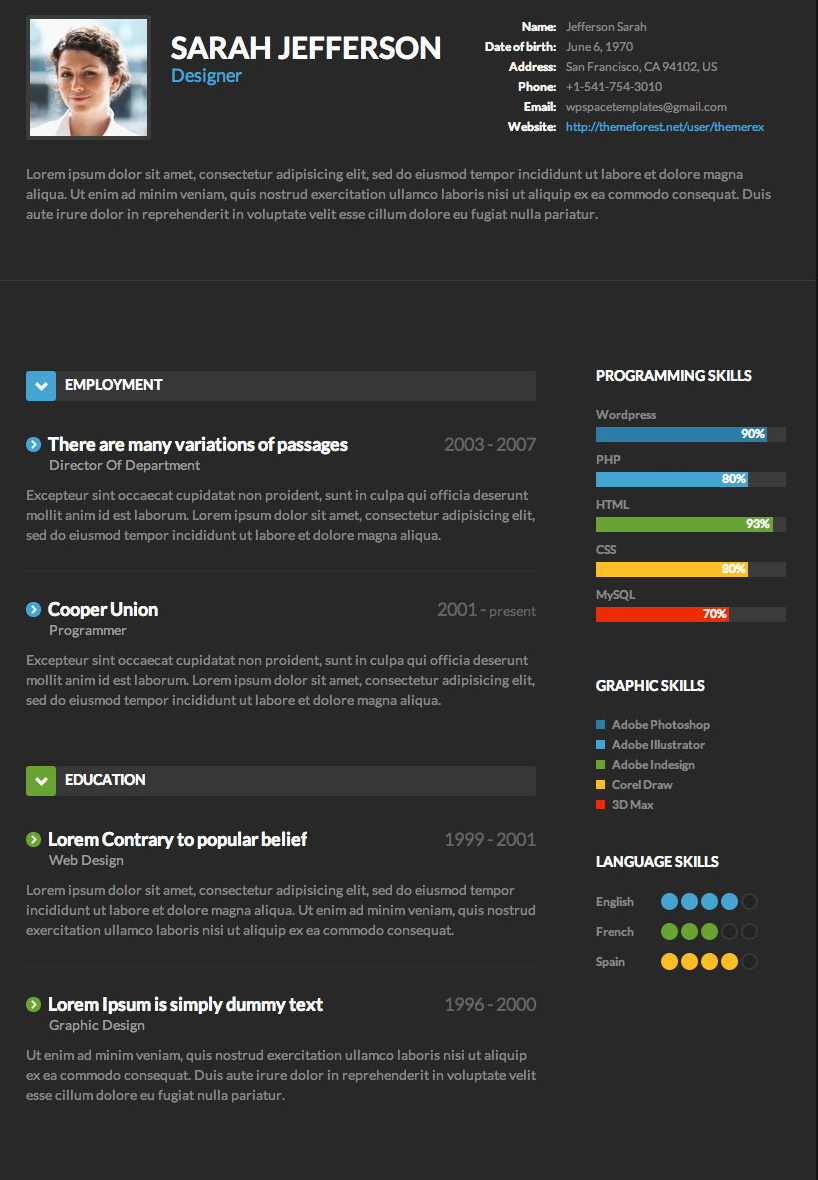 SARAH JEFFERSON
Designer
Name: Jefferson Sarah
Date of birth: June 6, 1970
Address: San Francisco, CA 94102, US
Phone: +1-541-754-3010
Email: wpspacetemplates@gmail.com
Website: http://themeforest.net/user/themerex
Lorem ipsum dolor sit amet, consectetur adipisicing elit, sed do eiusmod tempor incididunt ut labore et dolore magna
aliqua. Ut enim ad minim veniam, quis nostrud exercitation ullamco laboris nisi ut aliquip ex ea commodo consequat. Duis
aute irure dolor in reprehenderit in voluptate velit esse cillum dolore eu fugiat nulla pariatur.
EMPLOYMENT
There are many variations of passages 2003 - 2007
Director Of Department
Excepteur sint occaecat cupidatat non proident, sunt in culpa qui officia deserunt
mollit anim id est laborum. Lorem ipsum dolor sit amet, consectetur adipisicing elit,
sed do eiusmod tempor incididunt ut labore et dolore magna aliqua.
Cooper Union 2001 - present
Programmer
Excepteur sint occaecat cupidatat non proident, sunt in culpa qui officia deserunt
mollit anim id est laborum. Lorem ipsum dolor sit amet, consectetur adipisicing elit,
sed do eiusmod tempor incididunt ut labore et dolore magna aliqua.
EDUCATION
Lorem Contrary to popular belief 1999 - 2001
Web Design
Lorem ipsum dolor sit amet, consectetur adipisicing elit, sed do eiusmod tempor
incididunt ut labore et dolore magna aliqua. Ut enim ad minim veniam, quis nostrud
exercitation ullamco laboris nisi ut aliquip ex ea commodo consequat.
Lorem Ipsum is simply dummy text 1996 - 2000
Graphic Design
Ut enim ad minim veniam, quis nostrud exercitation ullamco laboris nisi ut aliquip
ex ea commodo consequat. Duis aute irure dolor in reprehenderit in voluptate velit
esse cillum dolore eu fugiat nulla pariatur.
PROGRAMMING SKILLS
Wordpress
90%
PHP
80%
HTML
93%
CSS
80%
MySQL
70%
GRAPHIC SKILLS
Adobe Photoshop
Adobe Illustrator
Adobe Indesign
Corel Draw
3D Max
LANGUAGE SKILLS
English
French
Spain